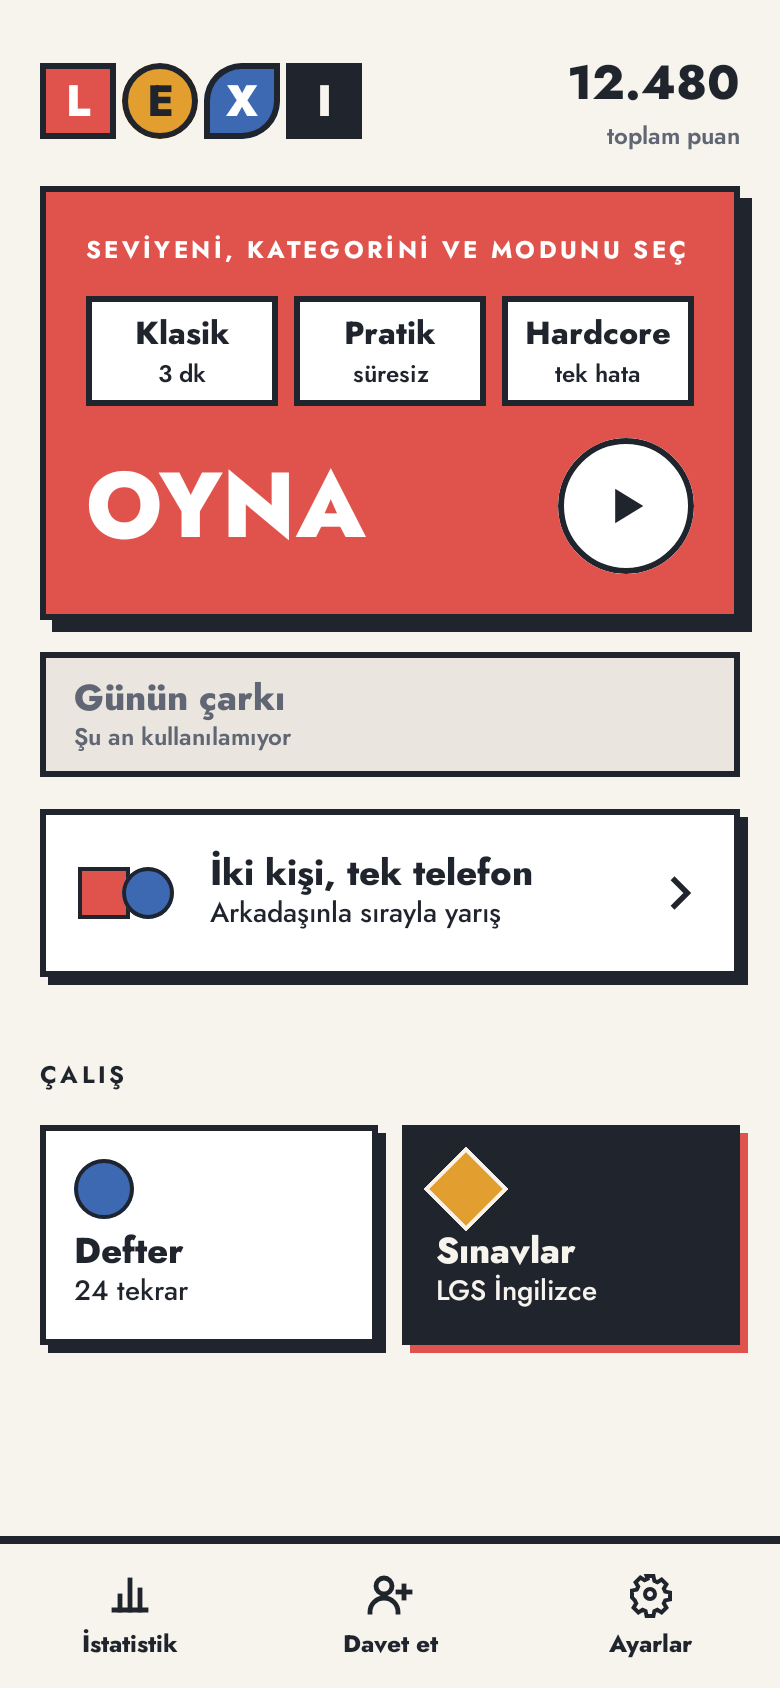 LEXI
12.480
toplam puan
SEVİYENİ, KATEGORİNİ VE MODUNU SEÇ
Klasik
3 dk
Pratik
süresiz
Hardcore
tek hata
OYNA
Günün çarkı
Şu an kullanılamıyor
İki kişi, tek telefon
Arkadaşınla sırayla yarış
ÇALIŞ
Defter
24 tekrar
Sınavlar
LGS İngilizce
İstatistik
Davet et
Ayarlar